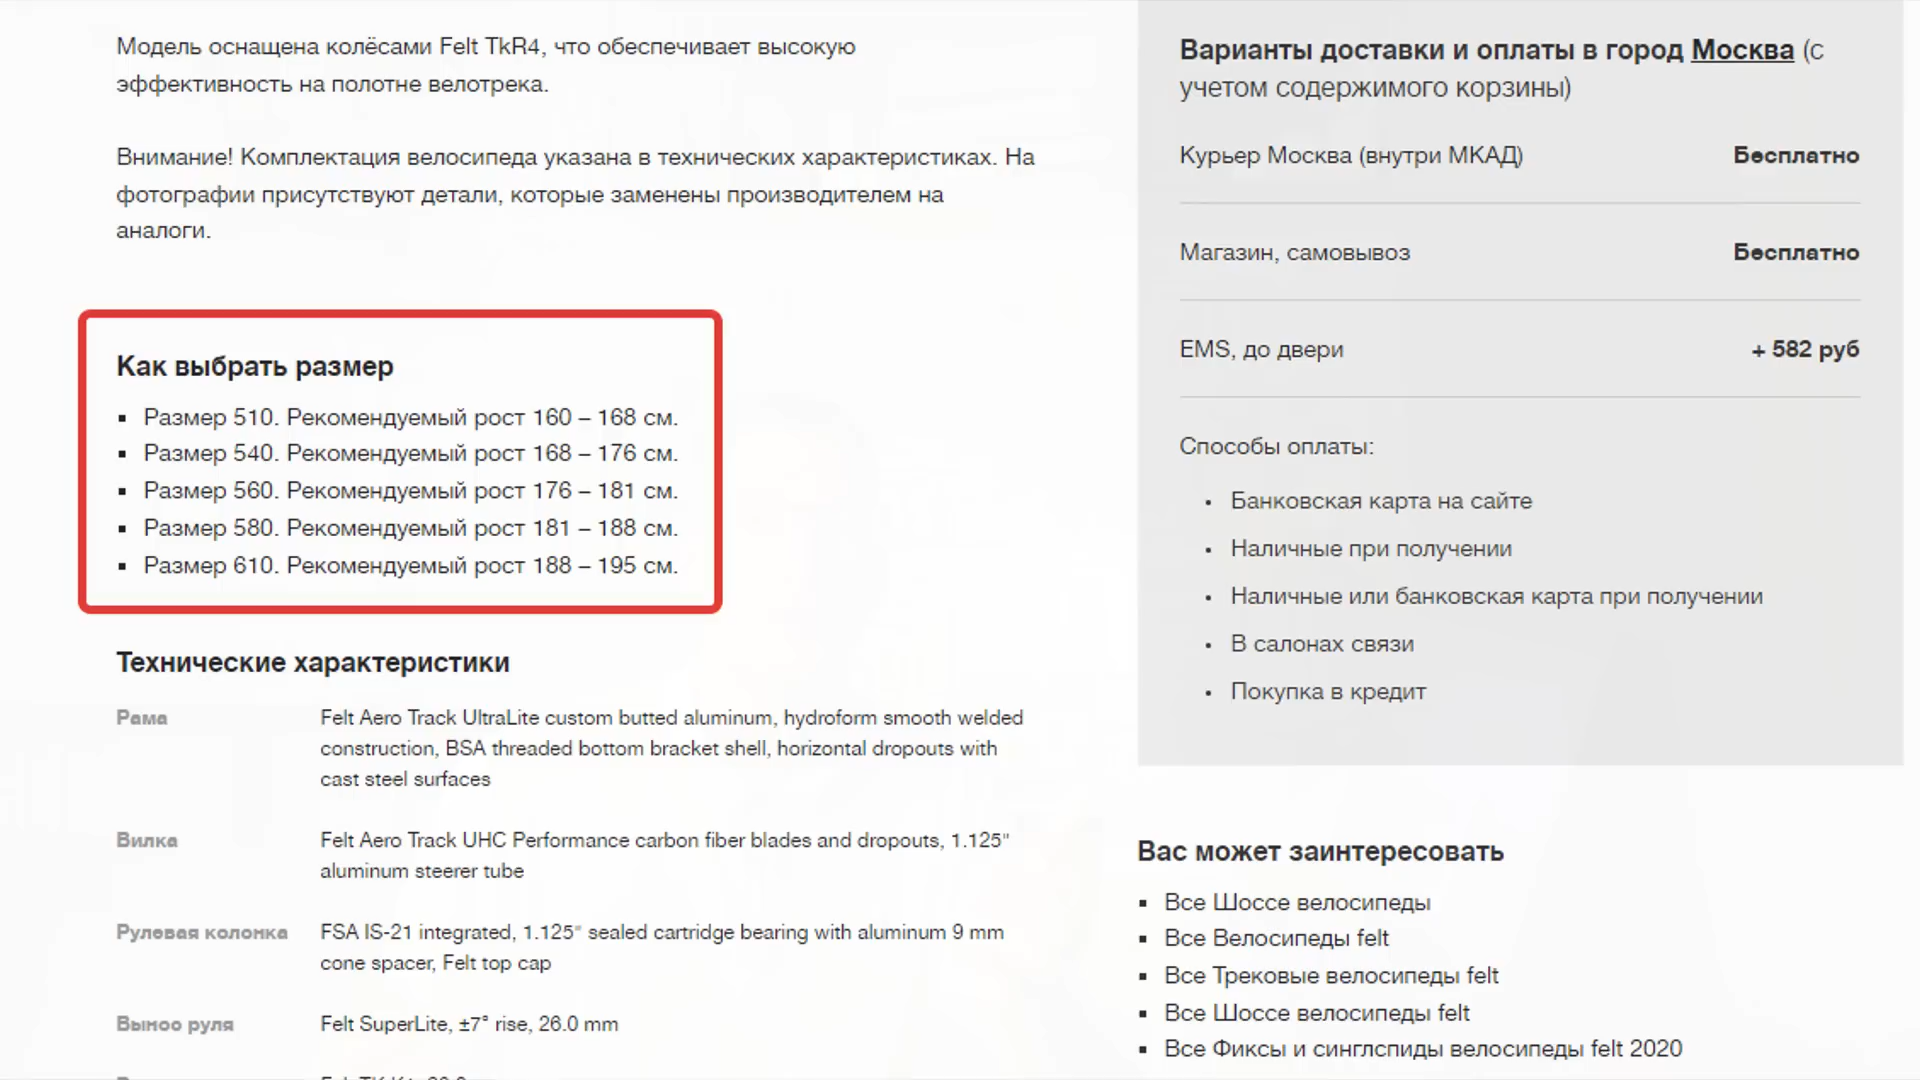 Модель оснащена колёсами Felt TkR4, что обеспечивает высокую
эффективность на полотне велотрека.
Внимание! Комплектация велосипеда указана в технических характеристиках. На
фотографии присутствуют детали, которые заменены производителем на
аналоги.
Как выбрать размер
▪ Размер 510. Рекомендуемый рост 160 – 168 см.
▪ Размер 540. Рекомендуемый рост 168 – 176 см.
▪ Размер 560. Рекомендуемый рост 176 – 181 см.
▪ Размер 580. Рекомендуемый рост 181 – 188 см.
▪ Размер 610. Рекомендуемый рост 188 – 195 см.
Технические характеристики
Рама Felt Aero Track UltraLite custom butted aluminum, hydroform smooth welded
construction, BSA threaded bottom bracket shell, horizontal dropouts with
cast steel surfaces
Вилка Felt Aero Track UHC Performance carbon fiber blades and dropouts, 1.125"
aluminum steerer tube
Рулевая колонка FSA IS-21 integrated, 1.125" sealed cartridge bearing with aluminum 9 mm
cone spacer, Felt top cap
Вынос руля Felt SuperLite, ±7° rise, 26.0 mm
Варианты доставки и оплаты в город Москва (с
учетом содержимого корзины)
Курьер Москва (внутри МКАД) Бесплатно
Магазин, самовывоз Бесплатно
EMS, до двери + 582 руб
Способы оплаты:
• Банковская карта на сайте
• Наличные при получении
• Наличные или банковская карта при получении
• В салонах связи
• Покупка в кредит
Вас может заинтересовать
▪ Все Шоссе велосипеды
▪ Все Велосипеды felt
▪ Все Трековые велосипеды felt
▪ Все Шоссе велосипеды felt
▪ Все Фиксы и синглспиды велосипеды felt 2020